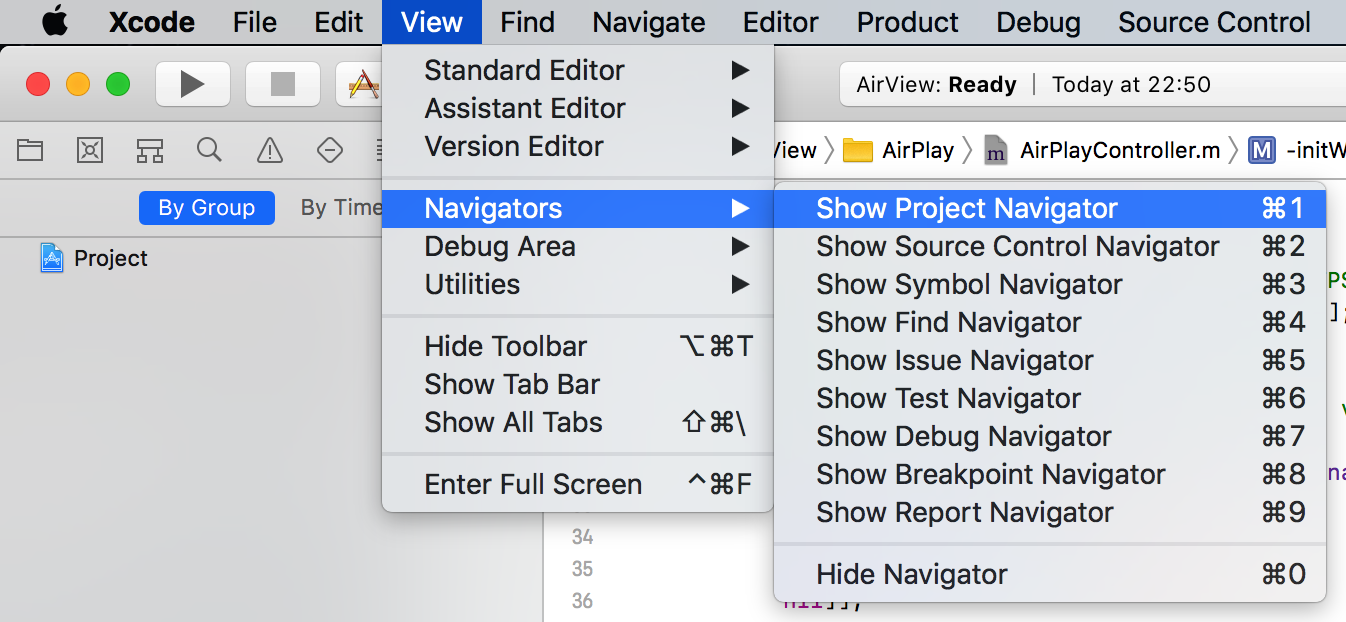 Xcode File Edit View Find Navigate Editor Product Debug Source Control
AirView: Ready | Today at 22:50
AirPlay AirPlayController.m M
By Group By Time
Project
Standard Editor
Assistant Editor
Version Editor
Navigators
Debug Area
Utilities
Hide Toolbar ⌥⌘T
Show Tab Bar
Show All Tabs ⇧⌘\
Enter Full Screen ^⌘F
Show Project Navigator ⌘1
Show Source Control Navigator ⌘2
Show Symbol Navigator ⌘3
Show Find Navigator ⌘4
Show Issue Navigator ⌘5
Show Test Navigator ⌘6
Show Debug Navigator ⌘7
Show Breakpoint Navigator ⌘8
Show Report Navigator ⌘9
Hide Navigator ⌘0
34
35
36